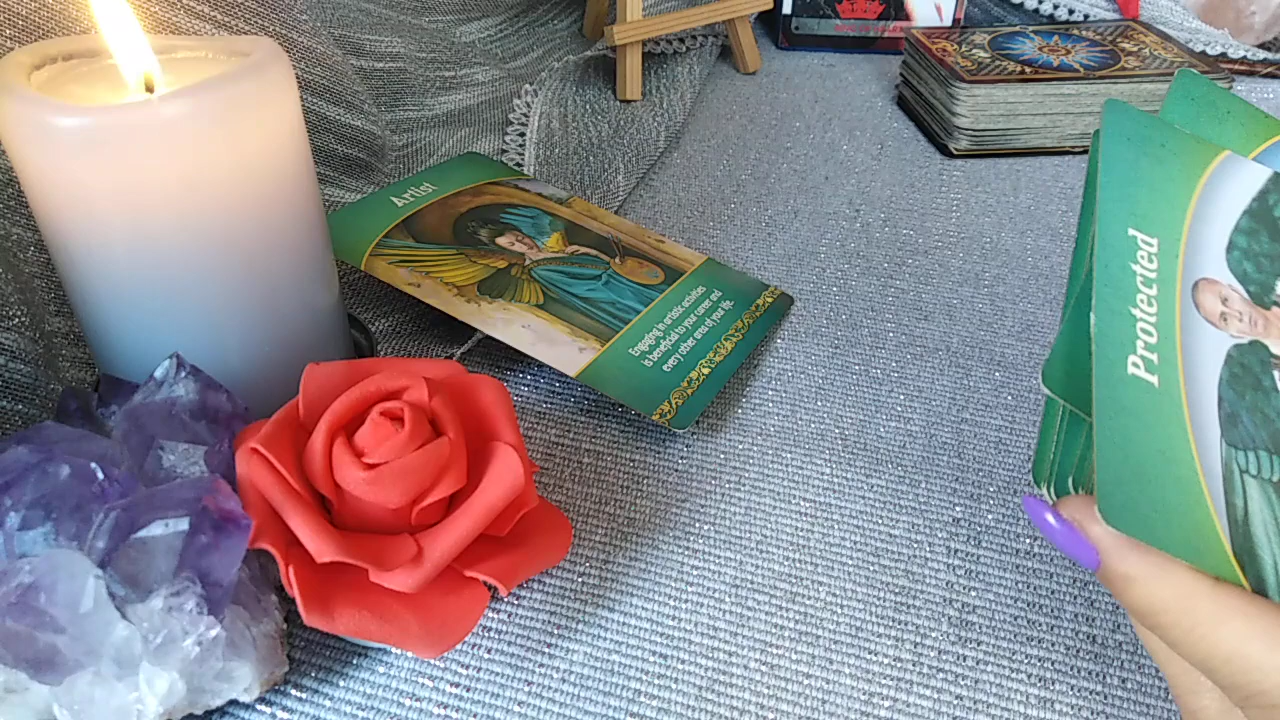 Artist
Engaging in artistic activities
is beneficial to your career and
every other area of your life.
Protected